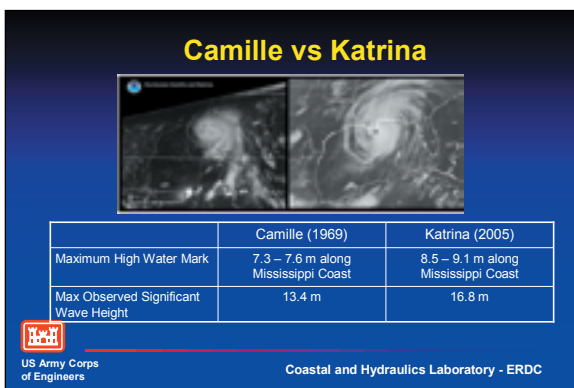 Camille vs Katrina
Camille (1969) Katrina (2005)
Maximum High Water Mark 7.3 – 7.6 m along Mississippi Coast 8.5 – 9.1 m along Mississippi Coast
Max Observed Significant Wave Height 13.4 m 16.8 m
US Army Corps
of Engineers
Coastal and Hydraulics Laboratory - ERDC